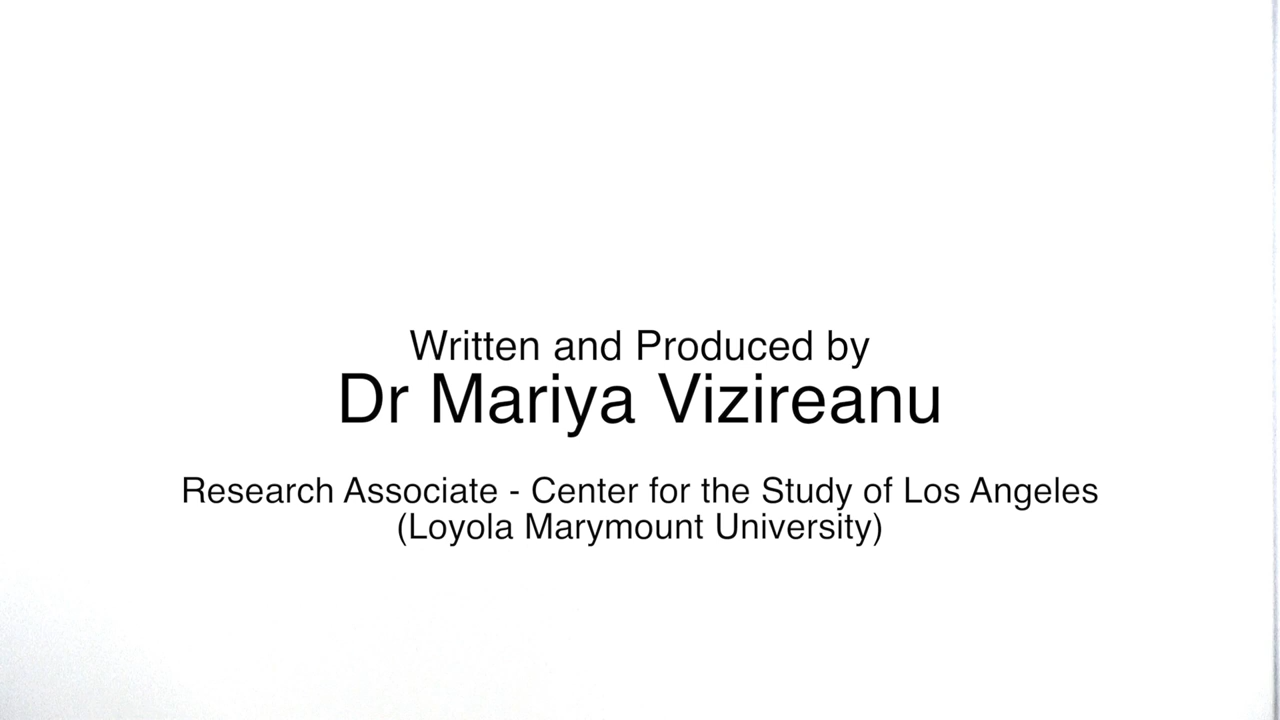 Written and Produced by
Dr Mariya Vizireanu
Research Associate - Center for the Study of Los Angeles
(Loyola Marymount University)